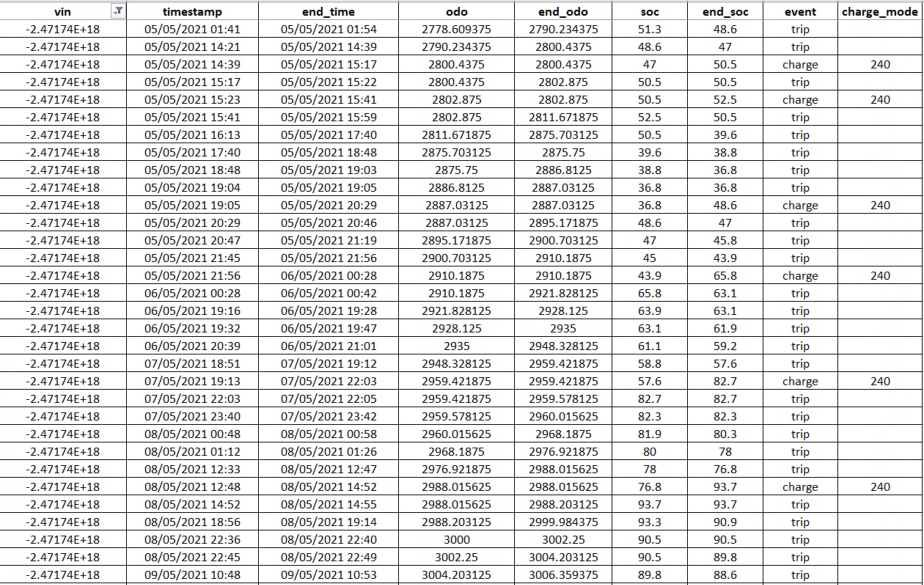 vin timestamp end_time odo end_odo soc end_soc event charge_mode
-2.47174E+18 05/05/2021 01:41 05/05/2021 01:54 2778.609375 2790.234375 51.3 48.6 trip
-2.47174E+18 05/05/2021 14:21 05/05/2021 14:39 2790.234375 2800.4375 48.6 47 trip
-2.47174E+18 05/05/2021 14:39 05/05/2021 15:17 2800.4375 2800.4375 47 50.5 charge 240
-2.47174E+18 05/05/2021 15:17 05/05/2021 15:22 2800.4375 2802.875 50.5 50.5 trip
-2.47174E+18 05/05/2021 15:23 05/05/2021 15:41 2802.875 2802.875 50.5 52.5 charge 240
-2.47174E+18 05/05/2021 15:41 05/05/2021 15:59 2802.875 2811.671875 52.5 50.5 trip
-2.47174E+18 05/05/2021 16:13 05/05/2021 17:40 2811.671875 2875.703125 50.5 39.6 trip
-2.47174E+18 05/05/2021 17:40 05/05/2021 18:48 2875.703125 2875.75 39.6 38.8 trip
-2.47174E+18 05/05/2021 18:48 05/05/2021 19:03 2875.75 2886.8125 38.8 36.8 trip
-2.47174E+18 05/05/2021 19:04 05/05/2021 19:05 2886.8125 2887.03125 36.8 36.8 trip
-2.47174E+18 05/05/2021 19:05 05/05/2021 20:29 2887.03125 2887.03125 36.8 48.6 charge 240
-2.47174E+18 05/05/2021 20:29 05/05/2021 20:46 2887.03125 2895.171875 48.6 47 trip
-2.47174E+18 05/05/2021 20:47 05/05/2021 21:19 2895.171875 2900.703125 47 45.8 trip
-2.47174E+18 05/05/2021 21:45 05/05/2021 21:56 2900.703125 2910.1875 45 43.9 trip
-2.47174E+18 05/05/2021 21:56 06/05/2021 00:28 2910.1875 2910.1875 43.9 65.8 charge 240
-2.47174E+18 06/05/2021 00:28 06/05/2021 00:42 2910.1875 2921.828125 65.8 63.1 trip
-2.47174E+18 06/05/2021 19:16 06/05/2021 19:28 2921.828125 2928.125 63.9 63.1 trip
-2.47174E+18 06/05/2021 19:32 06/05/2021 19:47 2928.125 2935 63.1 61.9 trip
-2.47174E+18 06/05/2021 20:39 06/05/2021 21:01 2935 2948.328125 61.1 59.2 trip
-2.47174E+18 07/05/2021 18:51 07/05/2021 19:12 2948.328125 2959.421875 58.8 57.6 trip
-2.47174E+18 07/05/2021 19:13 07/05/2021 22:03 2959.421875 2959.421875 57.6 82.7 charge 240
-2.47174E+18 07/05/2021 22:03 07/05/2021 22:05 2959.421875 2959.578125 82.7 82.7 trip
-2.47174E+18 07/05/2021 23:40 07/05/2021 23:42 2959.578125 2960.015625 82.3 82.3 trip
-2.47174E+18 08/05/2021 00:48 08/05/2021 00:58 2960.015625 2968.1875 81.9 80.3 trip
-2.47174E+18 08/05/2021 01:12 08/05/2021 01:26 2968.1875 2976.921875 80 78 trip
-2.47174E+18 08/05/2021 12:33 08/05/2021 12:47 2976.921875 2988.015625 78 76.8 trip
-2.47174E+18 08/05/2021 12:48 08/05/2021 14:52 2988.015625 2988.015625 76.8 93.7 charge 240
-2.47174E+18 08/05/2021 14:52 08/05/2021 14:55 2988.015625 2988.203125 93.7 93.7 trip
-2.47174E+18 08/05/2021 18:56 08/05/2021 19:14 2988.203125 2999.984375 93.3 90.9 trip
-2.47174E+18 08/05/2021 22:36 08/05/2021 22:40 3000 3002.25 90.5 90.5 trip
-2.47174E+18 08/05/2021 22:45 08/05/2021 22:49 3002.25 3004.203125 90.5 89.8 trip
-2.47174E+18 09/05/2021 10:48 09/05/2021 10:53 3004.203125 3006.359375 89.8 88.6 trip